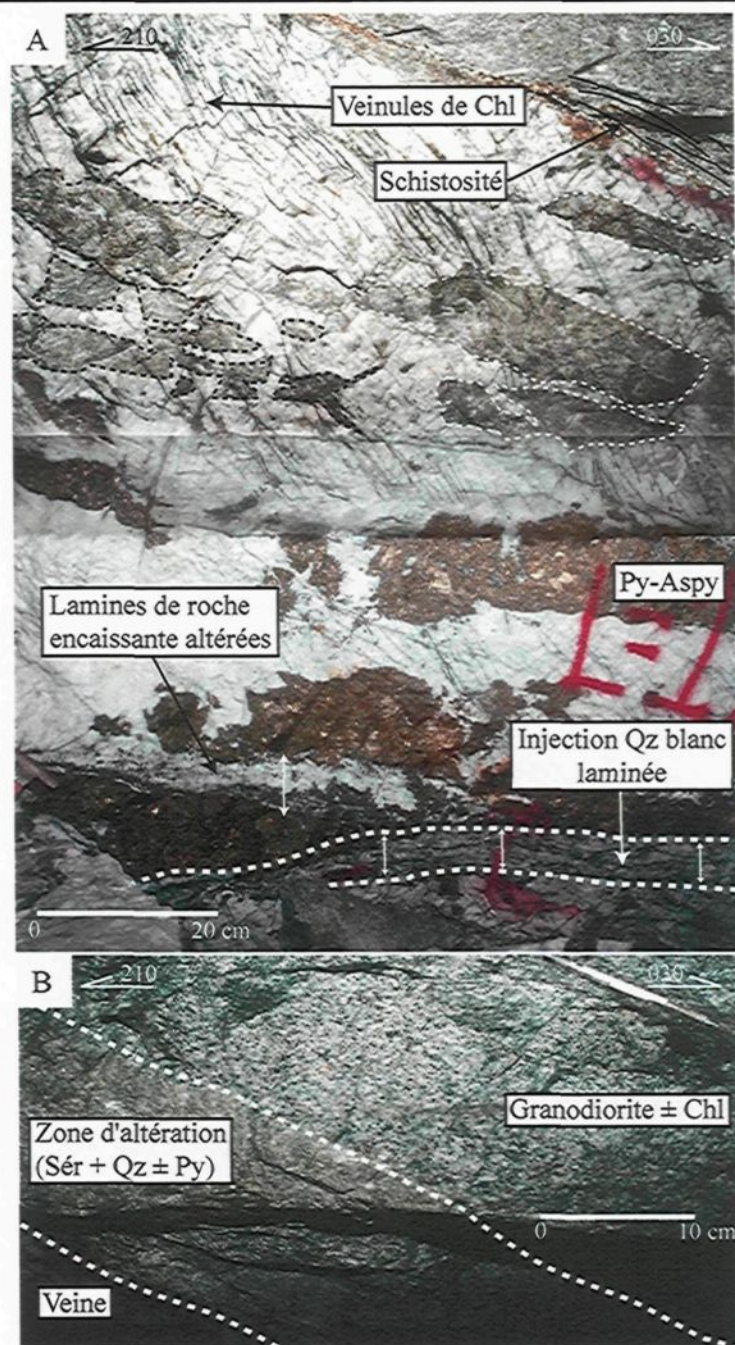 A
210
030
Veinules de Chl
Schistosité
Py-Aspy
Lamines de roche
encaissante altérées
Injection Qz blanc
laminée
0 20 cm
B
210
030
Granodiorite ± Chl
Zone d'altération
(Sér + Qz ± Py)
0 10 cm
Veine